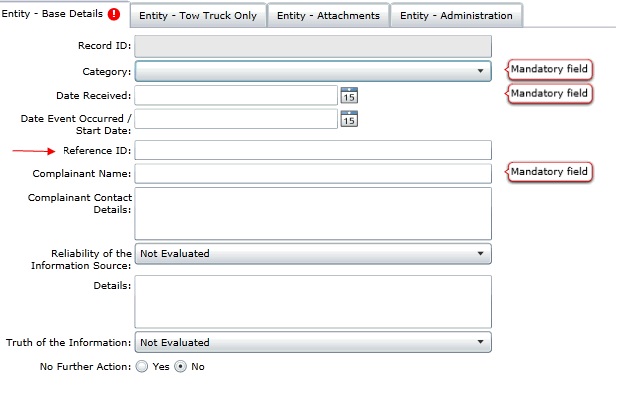 Entity - Base Details ! Entity - Tow Truck Only Entity - Attachments Entity - Administration
Record ID:
Category: Mandatory field
Date Received: 15 Mandatory field
Date Event Occurred / 15
Start Date:
Reference ID:
Complainant Name: Mandatory field
Complainant Contact
Details:
Reliability of the Not Evaluated
Information Source:
Details:
Truth of the Information: Not Evaluated
No Further Action: Yes No